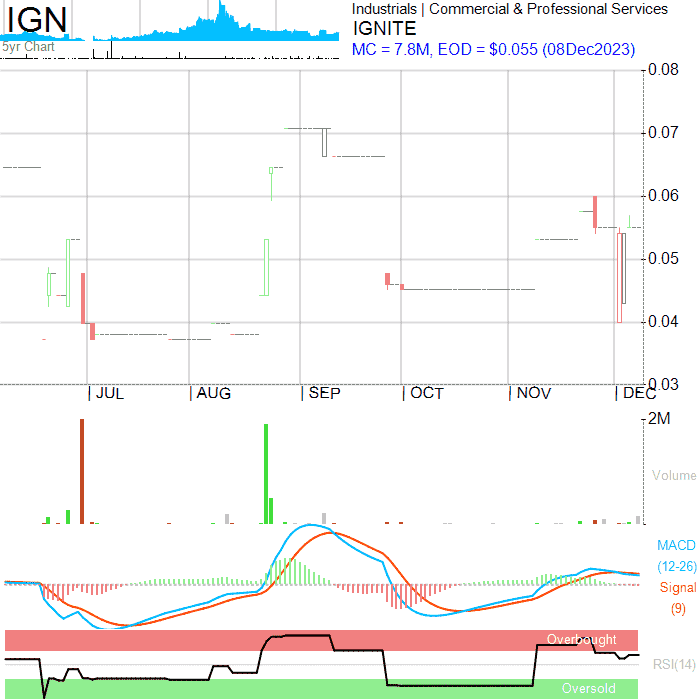 IGN
5yr Chart
Industrials | Commercial & Professional Services
IGNITE
MC = 7.8M, EOD = $0.055 (08Dec2023)
0.08
0.07
0.06
0.05
0.04
0.03
JUL
AUG
SEP
OCT
NOV
DEC
2M
Volume
MACD
(12-26)
Signal
(9)
Overbought
RSI(14)
Oversold